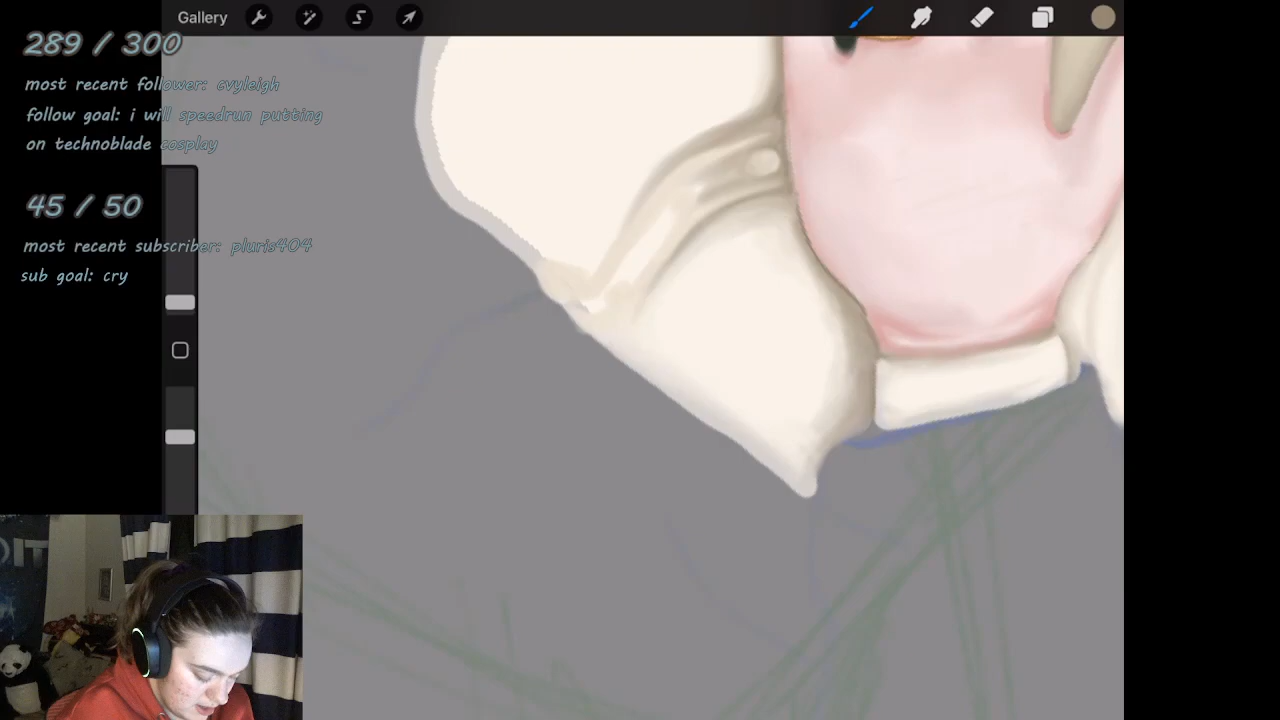 Gallery
289 / 300
most recent follower: cvyleigh
follow goal: i will speedrun putting
on technoblade cosplay
45 / 50
most recent subscriber: pluris404
sub goal: cry